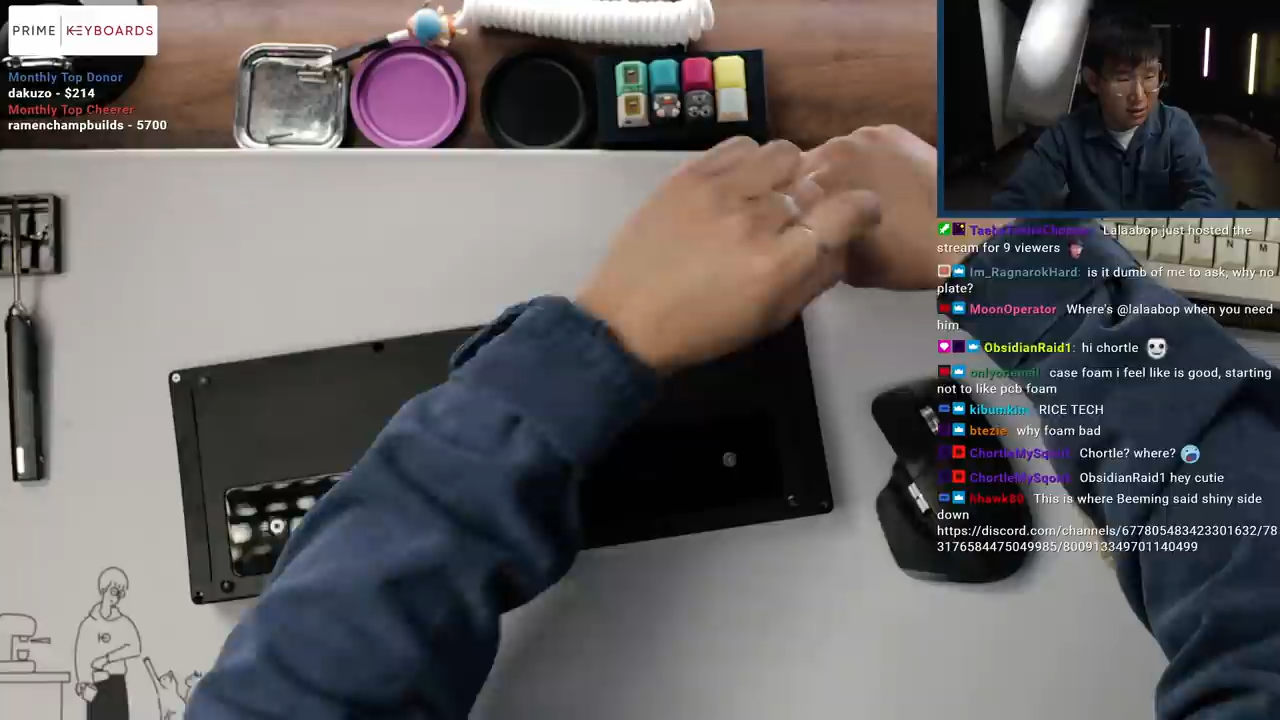 PRIME | KEYBOARDS
Monthly Top Donor
dakuzo - $214
Monthly Top Cheerer
ramenchampbuilds - 5700
Lalaabop just hosted the
stream for 9 viewers
Im_RagnarokHard: is it dumb of me to ask, why no
plate?
MoonOperator Where's @lalaabop when you need
him
ObsidianRaid1: hi chortle
case foam i feel like is good, starting
not to like pcb foam
kibumkin RICE TECH
btezie why foam bad
ChortleMySquirt Chortle? where?
ChortleMySquirt ObsidianRaid1 hey cutie
hhawk80 This is where Beeming said shiny side
down
https://discord.com/channels/677805483423301632/78
3176584475049985/800913349701140499
B N M